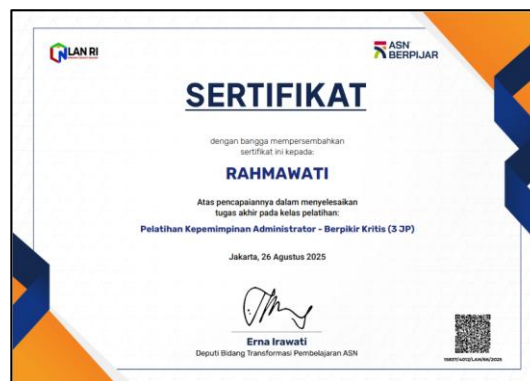 LAN RI
ASN
BERPIJAR
SERTIFIKAT
dengan bangga mempersembahkan
sertifikat ini kepada:
RAHMAWATI
Atas pencapaiannya dalam menyelesaikan
tugas akhir pada kelas pelatihan:
Pelatihan Kepemimpinan Administrator - Berpikir Kritis (3 JP)
Jakarta, 26 Agustus 2025
Erna Irawati
Deputi Bidang Transformasi Pembelajaran ASN